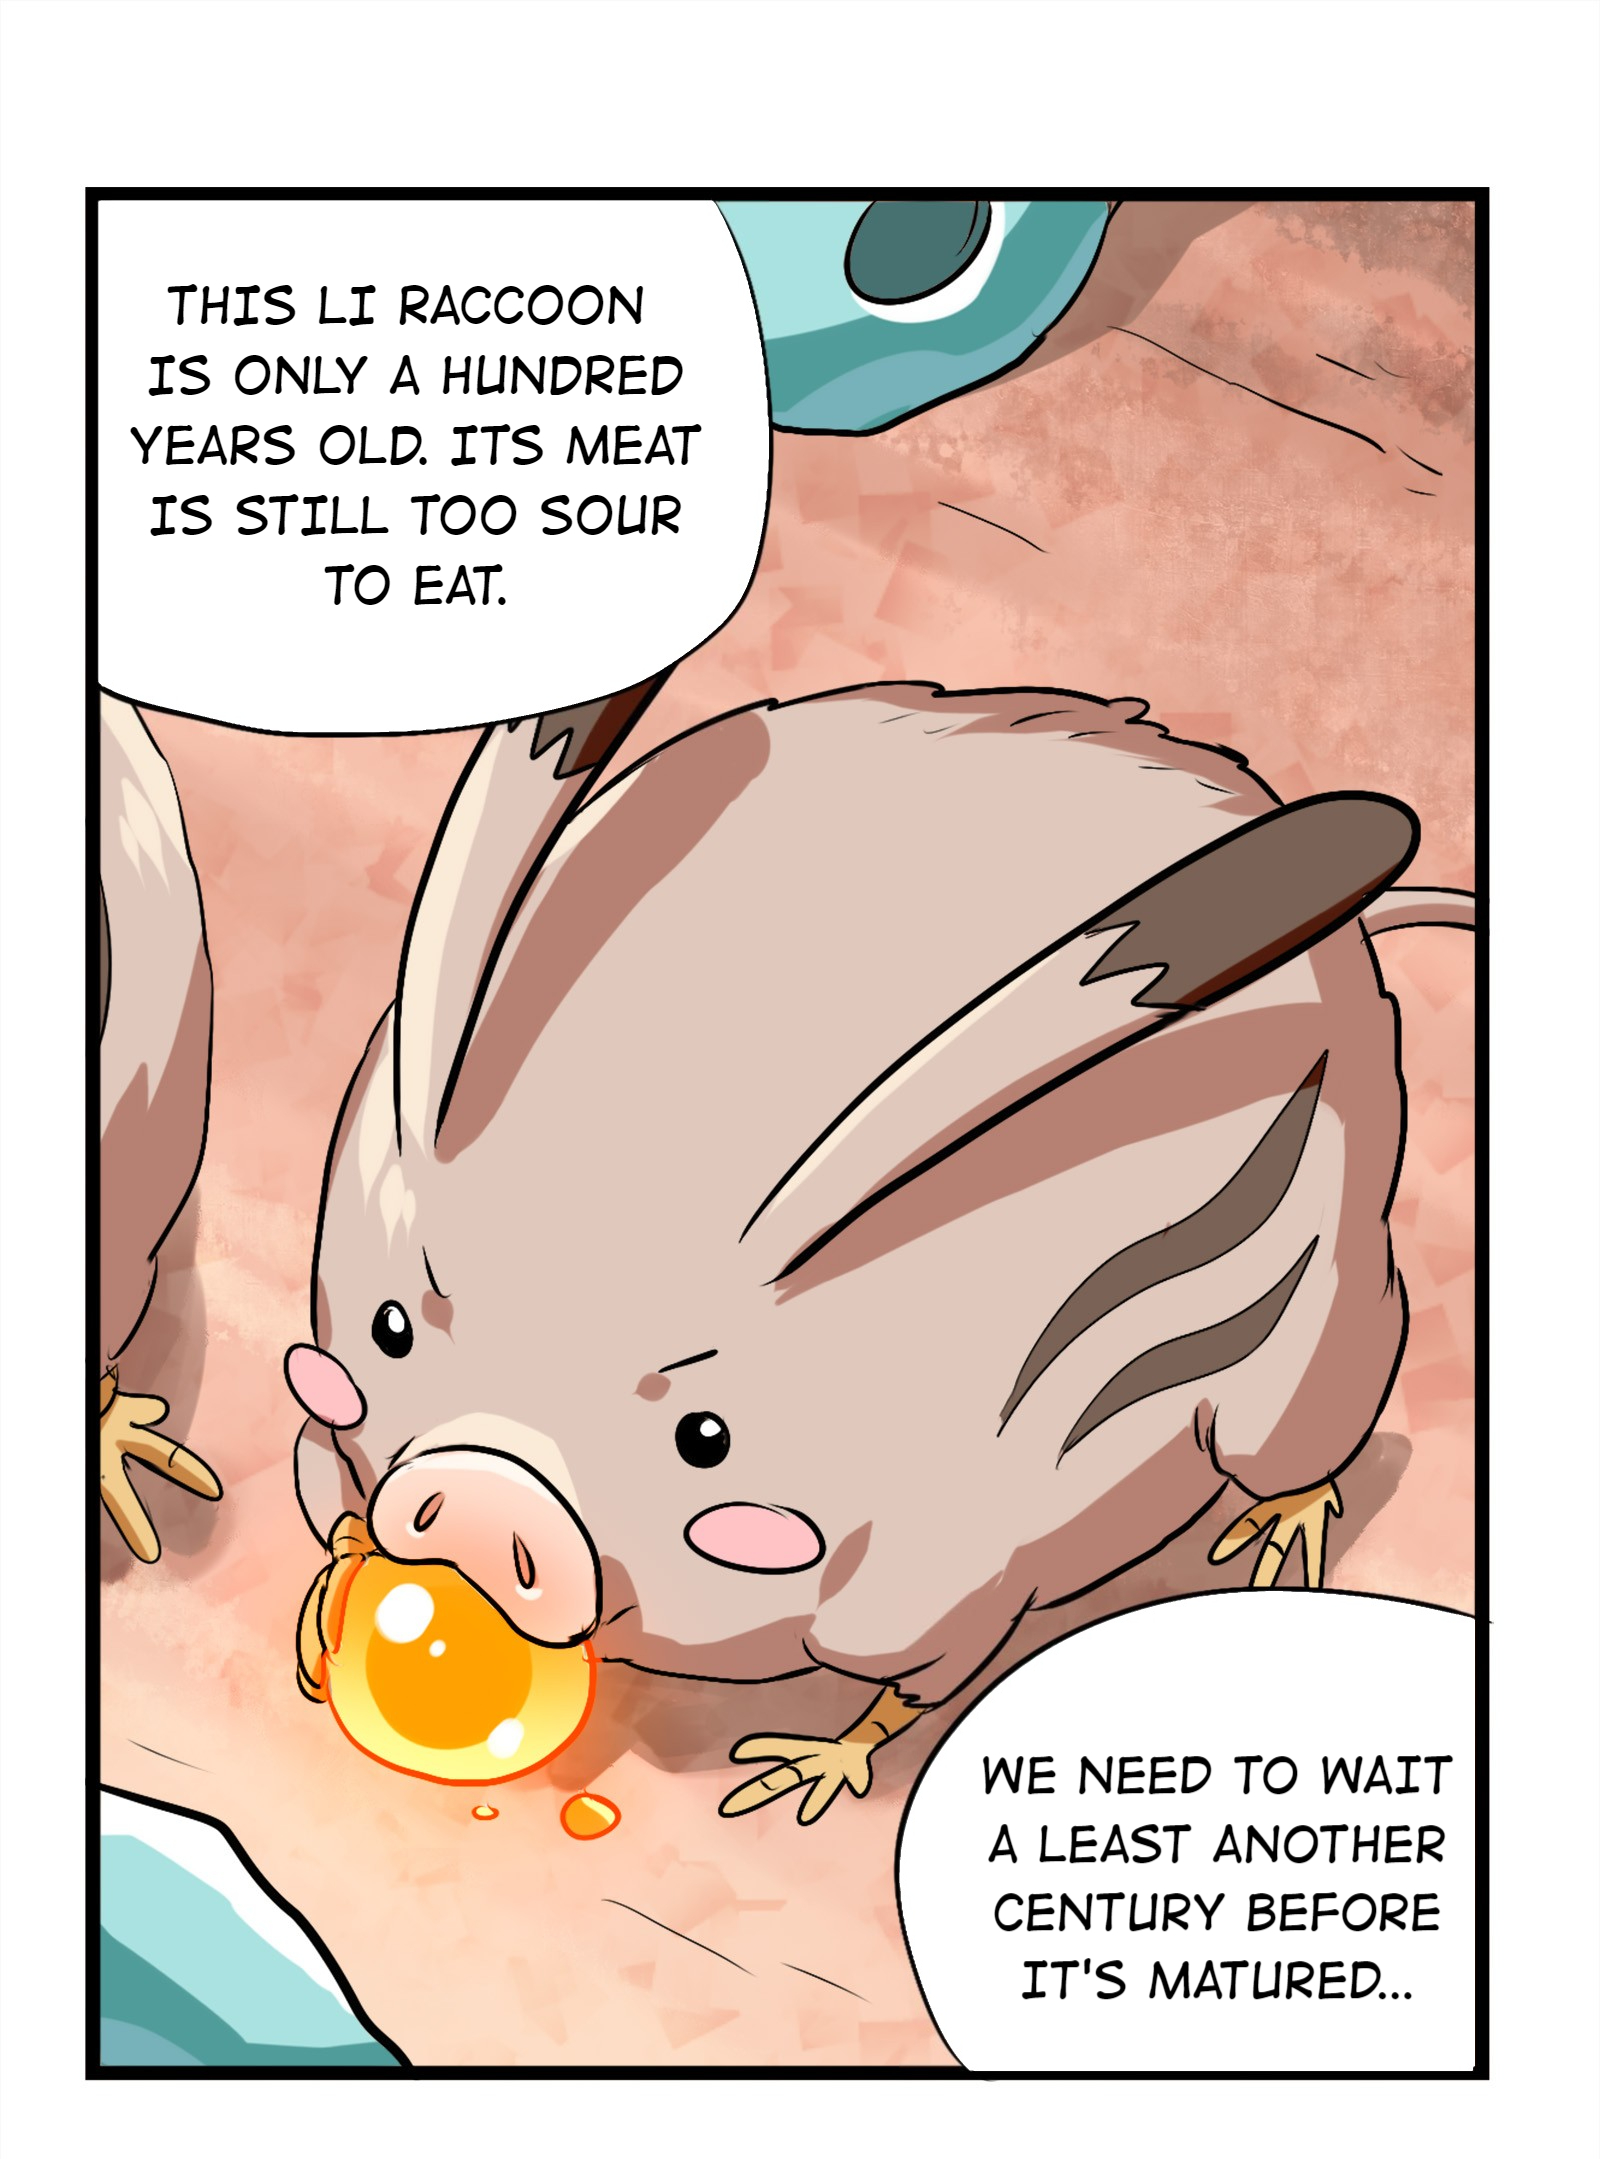 THIS LI RACCOON
IS ONLY A HUNDRED
YEARS OLD. ITS MEAT
IS STILL TOO SOUR
TO EAT.
WE NEED TO WAIT
A LEAST ANOTHER
CENTURY BEFORE
IT'S MATURED...